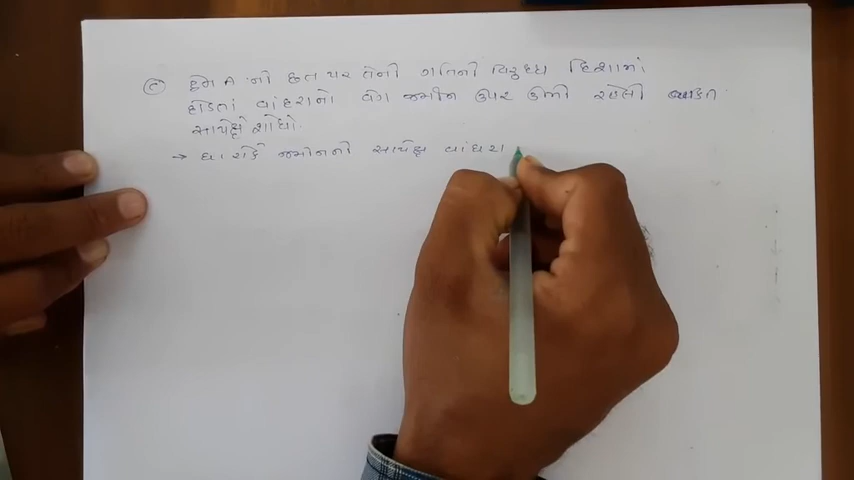 (c) ટ્રેન A ની છત પર તેની ગતિની વિરુધ્ધ દિશામાં
દોડતાં વાંદરાનો વેગ જમીન ઉપર ઊભી રહેલી વ્યકિત
સાપેક્ષે શોધો.
→ ધારોકે જમીનની સાપેક્ષે વાંદરા